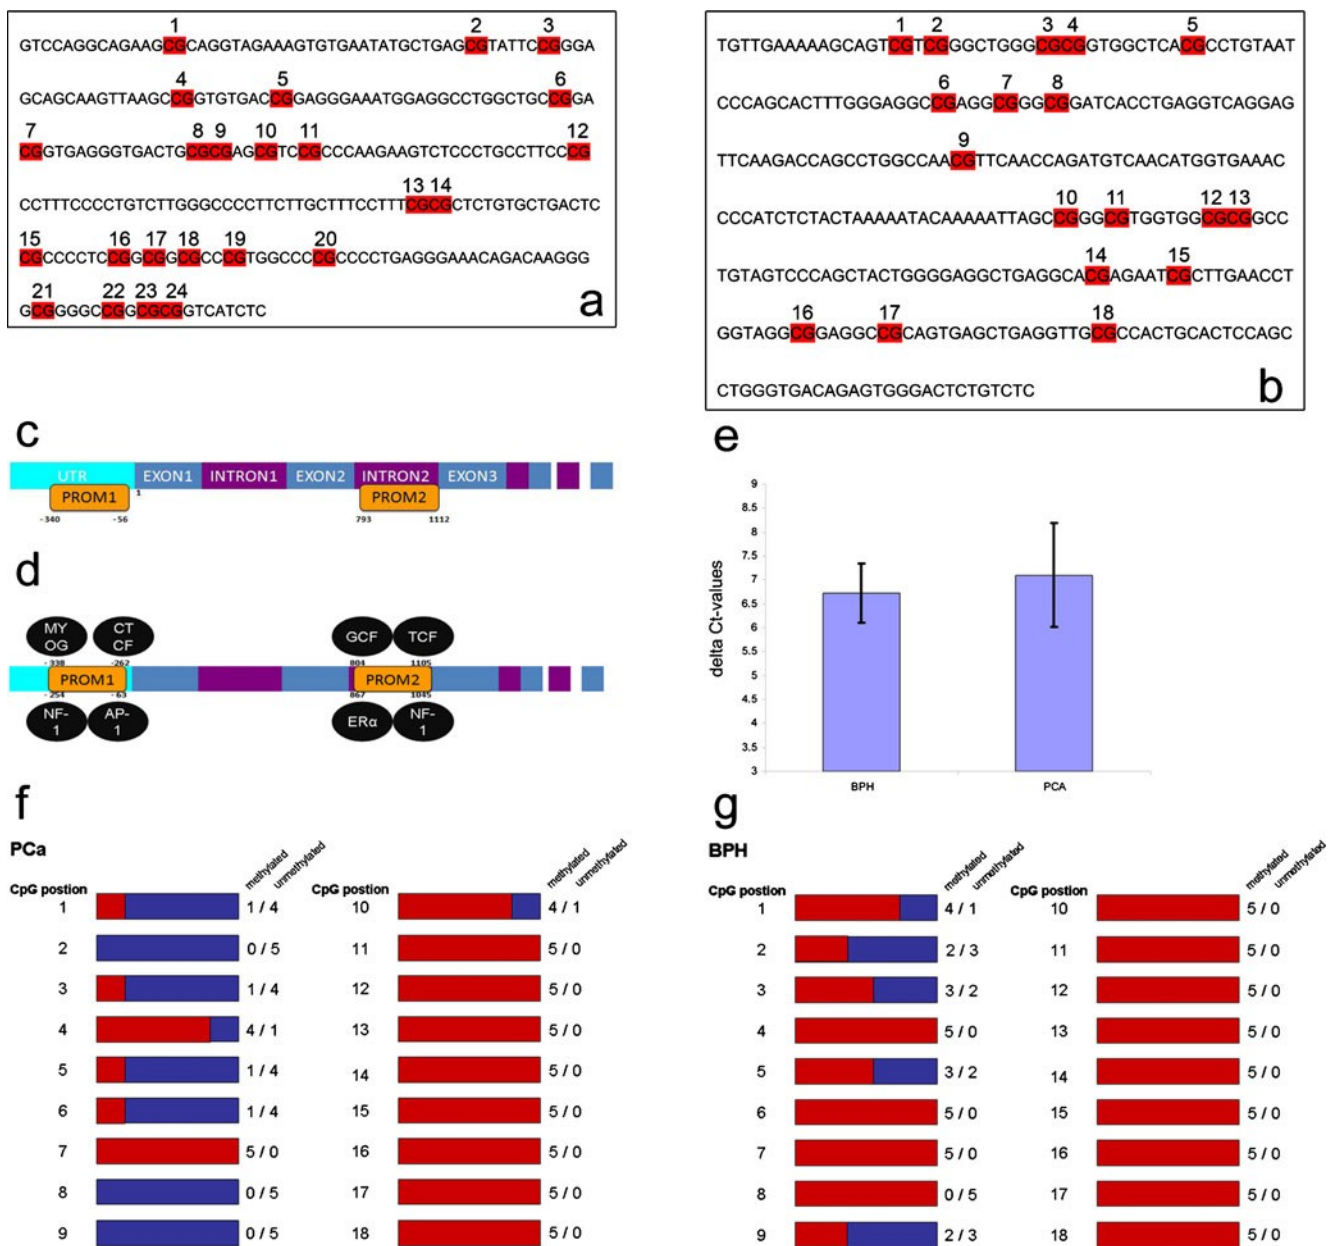 1 2 3
GTCCAGGCAGAAGCGCAGGTAGAAAGTGTGAATATGCTGAGCGTATTCCGGGA
4 5 6
GCAGCAAGTTAAGCCGGTGTGACCGGAGGGAAATGGAGGCCTGGCTGCCGGA
7 8 9 10 11 12
CGGTGAGGGTGACTGCGCGAGCGTCCGCCCAAGAAGTCTCCCTGCCTTCCCG
13 14
CCTTTCCCCTGTCTTGGGCCCCTTCTTGCTTTCCTTTCGCGCTCTGTGCTGACTC
15 16 17 18 19 20
CGCCCCTCCGGCGGCGCCCGTGGCCCCGCCCCTGAGGGAAACAGACAAGGG
21 22 23 24
GCGGGGGCCGGCGCGGTCATCTC
a
1 2 3 4 5
TGTTGAAAAAGCAGTCGTCGGGCTGGGCGCGGTGGCTCACGCCTGTAAT
6 7 8
CCCAGCACTTTGGGAGGCCGAGGCGGGCGGATCACCTGAGGTCAGGAG
9
TTCAAGACCAGCCTGGCCAACGTTCAACCAGATGTCAACATGGTGAAAC
10 11 12 13
CCCATCTCTACTAAAAATACAAAAATTAGCCGGGCGTGGTGGCGCGGGCC
14 15
TGTAGTCCCAGCTACTGGGGAGGCTGAGGCACGAGAATCGCTTGAACCT
16 17 18
GGTAGGCGGAGGCCGCAGTGAGCTGAGGTTGCGCCACTGCACTCCAGC
CTGGGTGACAGAGTGGGACTCTGTCTC
b
c
UTR EXON1 INTRON1 EXON2 INTRON2 EXON3
PROM1 1 PROM2
-340 -56 793 1112
d
MY OG CT CF GCF TCF
-338 -262 804 1105
PROM1 PROM2
-254 -63 867 1045
NF-1 AP-1 ERα NF-1
e
delta Ct-values
9
8.5
8
7.5
7
6.5
6
5.5
5
4.5
4
3.5
3
BPH PCA
f
PCa
methylated unmethylated methylated unmethylated
CpG postion CpG postion
1 1 / 4 10 4 / 1
2 0 / 5 11 5 / 0
3 1 / 4 12 5 / 0
4 4 / 1 13 5 / 0
5 1 / 4 14 5 / 0
6 1 / 4 15 5 / 0
7 5 / 0 16 5 / 0
8 0 / 5 17 5 / 0
9 0 / 5 18 5 / 0
g
BPH
methylated unmethylated methylated unmethylated
CpG postion CpG postion
1 4 / 1 10 5 / 0
2 2 / 3 11 5 / 0
3 3 / 2 12 5 / 0
4 5 / 0 13 5 / 0
5 3 / 2 14 5 / 0
6 5 / 0 15 5 / 0
7 5 / 0 16 5 / 0
8 0 / 5 17 5 / 0
9 2 / 3 18 5 / 0